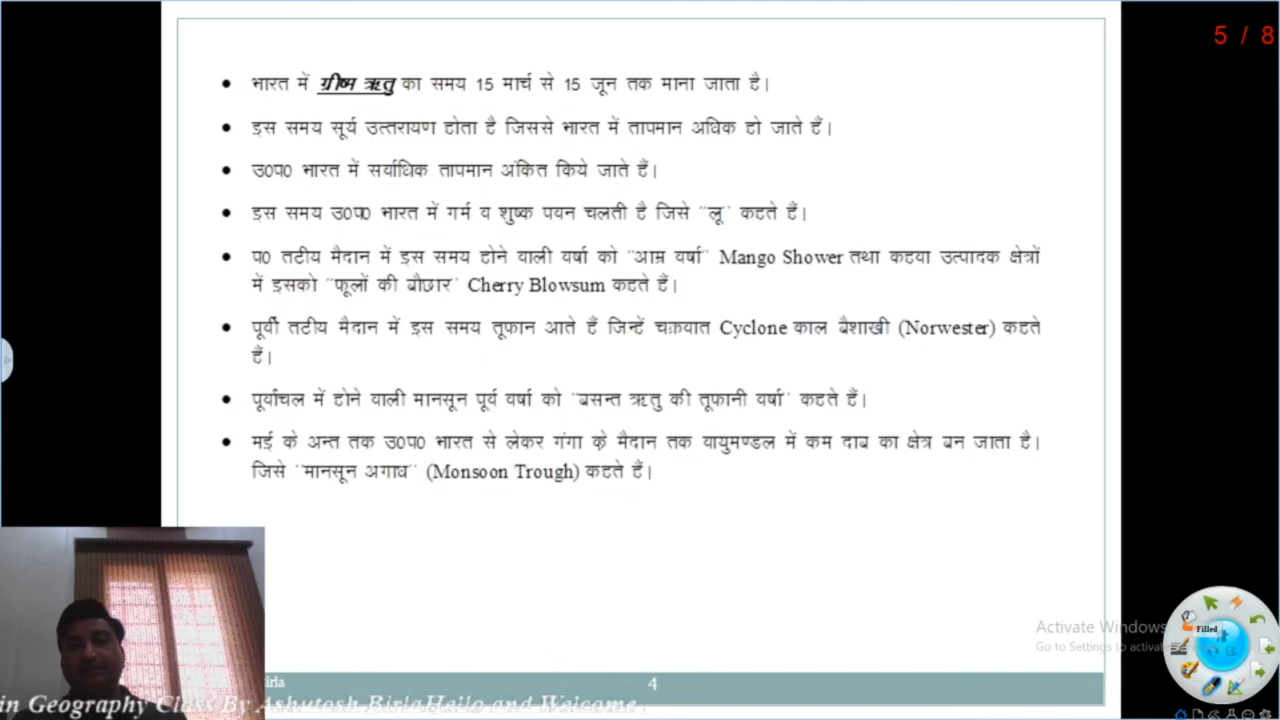 5 / 8
भारत में ग्रीष्म ऋतु का समय 15 मार्च से 15 जून तक माना जाता है।
इस समय सूर्य उत्तरायण होता है जिससे भारत में तापमान अधिक हो जाते हैं।
उ0प0 भारत में सर्वाधिक तापमान अंकित किये जाते हैं।
इस समय उ0प0 भारत में गर्म व शुष्क पवन चलती है जिसे "लू" कहते हैं।
प0 तटीय मैदान में इस समय होने वाली वर्षा को "आम्र वर्षा" Mango Shower तथा कहवा उत्पादक क्षेत्रों
में इसको "फूलों की बौछार" Cherry Blowsum कहते हैं।
पूर्वी तटीय मैदान में इस समय तूफान आते हैं जिन्हें चक्रवात Cyclone काल बैशाखी (Norwester) कहते
हैं।
पूर्वांचल में होने वाली मानसून पूर्व वर्षा को "बसन्त ऋतु की तूफानी वर्षा" कहते हैं।
मई के अन्त तक उ0प0 भारत से लेकर गंगा के मैदान तक वायुमण्डल में कम दाब का क्षेत्र बन जाता है।
जिसे "मानसून अगाध" (Monsoon Trough) कहते हैं।
Activate Windows
Go to Settings to activat
Filled
irla
4
in Geography Class By Ashutosh BirlaHello and Welcome